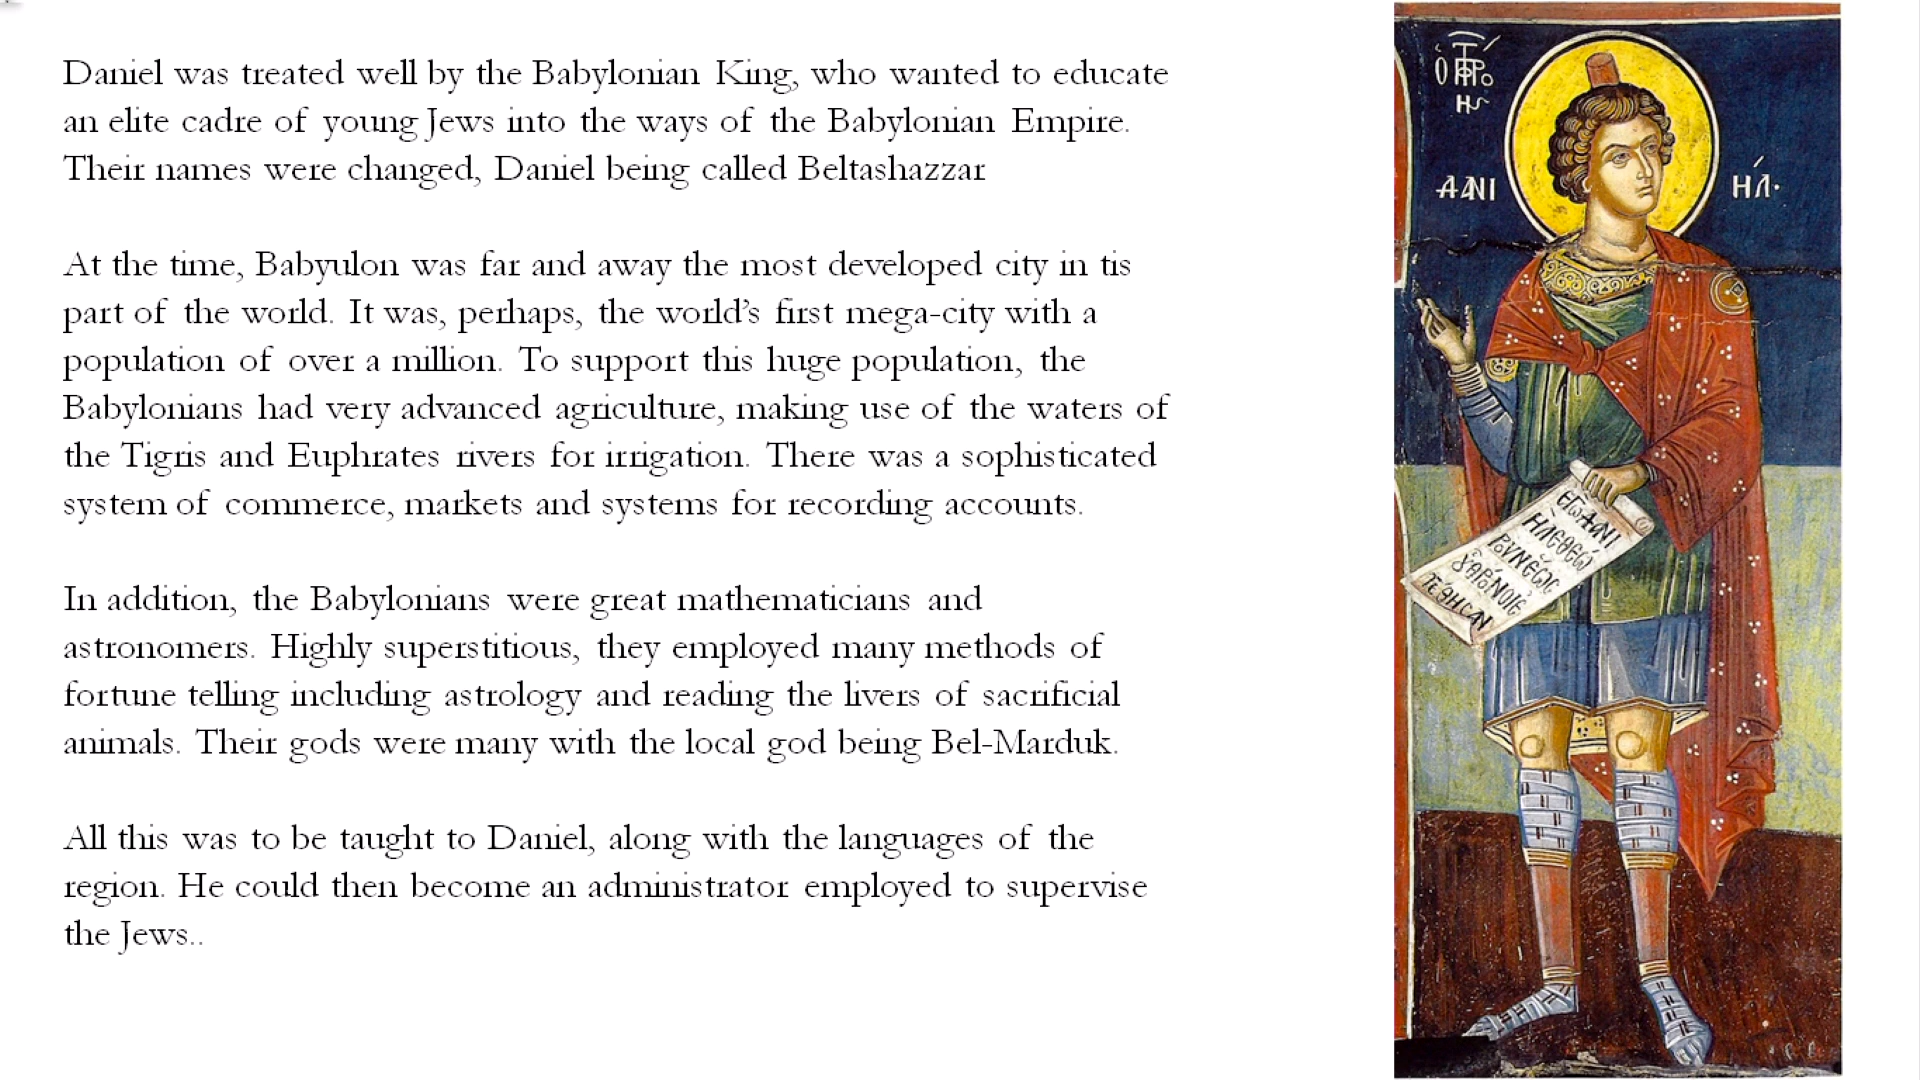 Daniel was treated well by the Babylonian King, who wanted to educate
an elite cadre of young Jews into the ways of the Babylonian Empire.
Their names were changed, Daniel being called Beltashazzar
At the time, Babyulon was far and away the most developed city in tis
part of the world. It was, perhaps, the world’s first mega-city with a
population of over a million. To support this huge population, the
Babylonians had very advanced agriculture, making use of the waters of
the Tigris and Euphrates rivers for irrigation. There was a sophisticated
system of commerce, markets and systems for recording accounts.
In addition, the Babylonians were great mathematicians and
astronomers. Highly superstitious, they employed many methods of
fortune telling including astrology and reading the livers of sacrificial
animals. Their gods were many with the local god being Bel-Marduk.
All this was to be taught to Daniel, along with the languages of the
region. He could then become an administrator employed to supervise
the Jews..
ΔΑΝΙ ΗΛ·